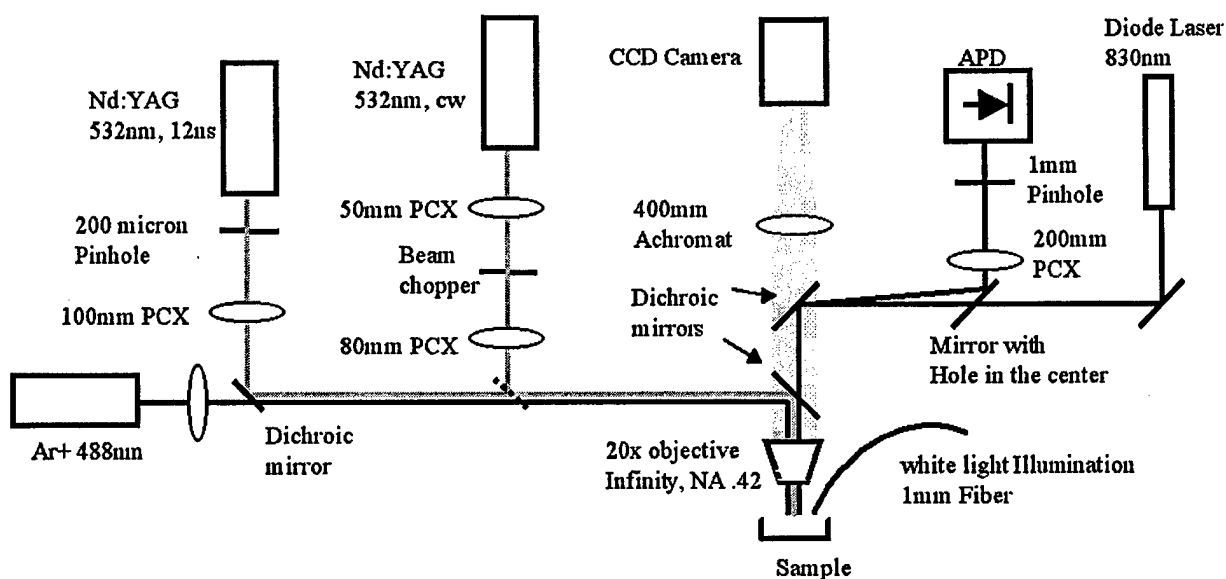 Nd:YAG
532nm, 12ns
Nd:YAG
532nm, cw
CCD Camera
APD
Diode Laser
830nm
200 micron
Pinhole
50mm PCX
Beam
chopper
400mm
Achromat
1mm
Pinhole
200mm
PCX
100mm PCX
80mm PCX
Dichroic
mirrors
Mirror with
Hole in the center
Ar+ 488nm
Dichroic
mirror
20x objective
Infinity, NA .42
white light Illumination
1mm Fiber
Sample